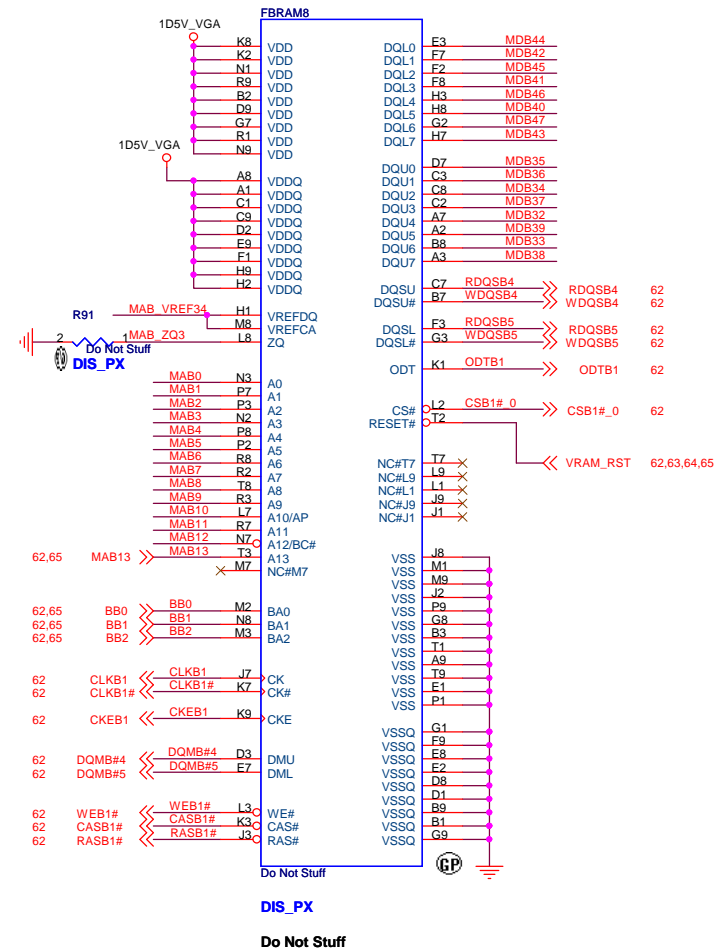 FBRAM8
1D5V_VGA
K8 VDD
K2 VDD
N1 VDD
R9 VDD
B2 VDD
D9 VDD
G7 VDD
R1 VDD
N9 VDD
1D5V_VGA
A8 VDDQ
A1 VDDQ
C1 VDDQ
C9 VDDQ
D2 VDDQ
E9 VDDQ
F1 VDDQ
H9 VDDQ
H2 VDDQ
R91 MAB_VREF34 H1 VREFDQ
M8 VREFCA
2 1 MAB_ZQ3 L8 ZQ
Do Not Stuff
DIS_PX
MAB0 N3 A0
MAB1 P7 A1
MAB2 P3 A2
MAB3 N2 A3
MAB4 P8 A4
MAB5 P2 A5
MAB6 R8 A6
MAB7 R2 A7
MAB8 T8 A8
MAB9 R3 A9
MAB10 L7 A10/AP
MAB11 R7 A11
MAB12 N7 A12/BC#
62,65 MAB13 MAB13 T3 A13
M7 NC#M7
62,65 BB0 BB0 M2 BA0
62,65 BB1 BB1 N8 BA1
62,65 BB2 BB2 M3 BA2
62 CLKB1 CLKB1 J7 CK
62 CLKB1# CLKB1# K7 CK#
62 CKEB1 CKEB1 K9 CKE
62 DQMB#4 DQMB#4 D3 DMU
62 DQMB#5 DQMB#5 E7 DML
62 WEB1# WEB1# L3 WE#
62 CASB1# CASB1# K3 CAS#
62 RASB1# RASB1# J3 RAS#
DQL0 E3 MDB44
DQL1 F7 MDB42
DQL2 F2 MDB45
DQL3 F8 MDB41
DQL4 H3 MDB46
DQL5 H8 MDB40
DQL6 G2 MDB47
DQL7 H7 MDB43
DQU0 D7 MDB35
DQU1 C3 MDB36
DQU2 C8 MDB34
DQU3 C2 MDB37
DQU4 A7 MDB32
DQU5 A2 MDB39
DQU6 B8 MDB33
DQU7 A3 MDB38
DQSU C7 RDQSB4 RDQSB4 62
DQSU# B7 WDQSB4 WDQSB4 62
DQSL F3 RDQSB5 RDQSB5 62
DQSL# G3 WDQSB5 WDQSB5 62
ODT K1 ODTB1 ODTB1 62
CS# L2 CSB1#_0 CSB1#_0 62
RESET# T2
VRAM_RST 62,63,64,65
NC#T7 T7
NC#L9 L9
NC#L1 L1
NC#J9 J9
NC#J1 J1
VSS J8
VSS M1
VSS M9
VSS J2
VSS P9
VSS G8
VSS B3
VSS T1
VSS A9
VSS T9
VSS E1
VSS P1
VSSQ G1
VSSQ F9
VSSQ E8
VSSQ E2
VSSQ D8
VSSQ D1
VSSQ B9
VSSQ B1
VSSQ G9
GP
Do Not Stuff
DIS_PX
Do Not Stuff